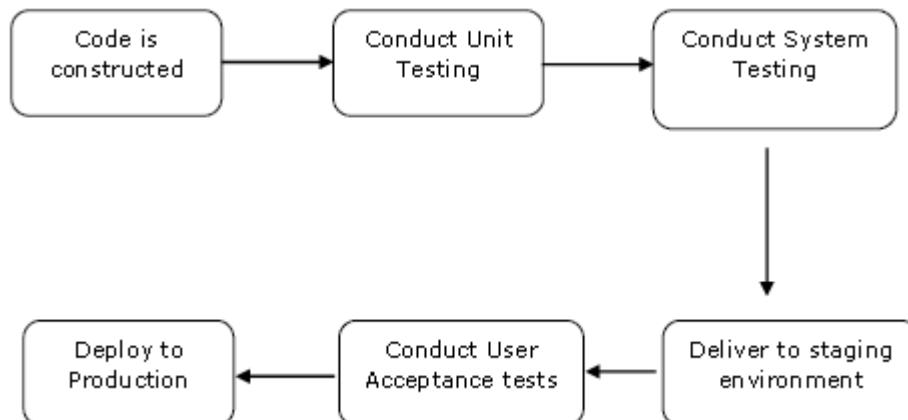 Code is
constructed
Conduct Unit
Testing
Conduct System
Testing
Deliver to staging
environment
Conduct User
Acceptance tests
Deploy to
Production